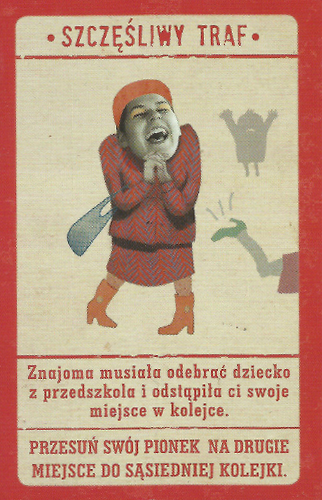 • SZCZĘŚLIWY TRAF •
Znajoma musiała odebrać dziecko
z przedszkola i odstąpiła ci swoje
miejsce w kolejce.
PRZESUŃ SWÓJ PIONEK NA DRUGIE
MIEJSCE DO SĄSIEDNIEJ KOLEJKI.